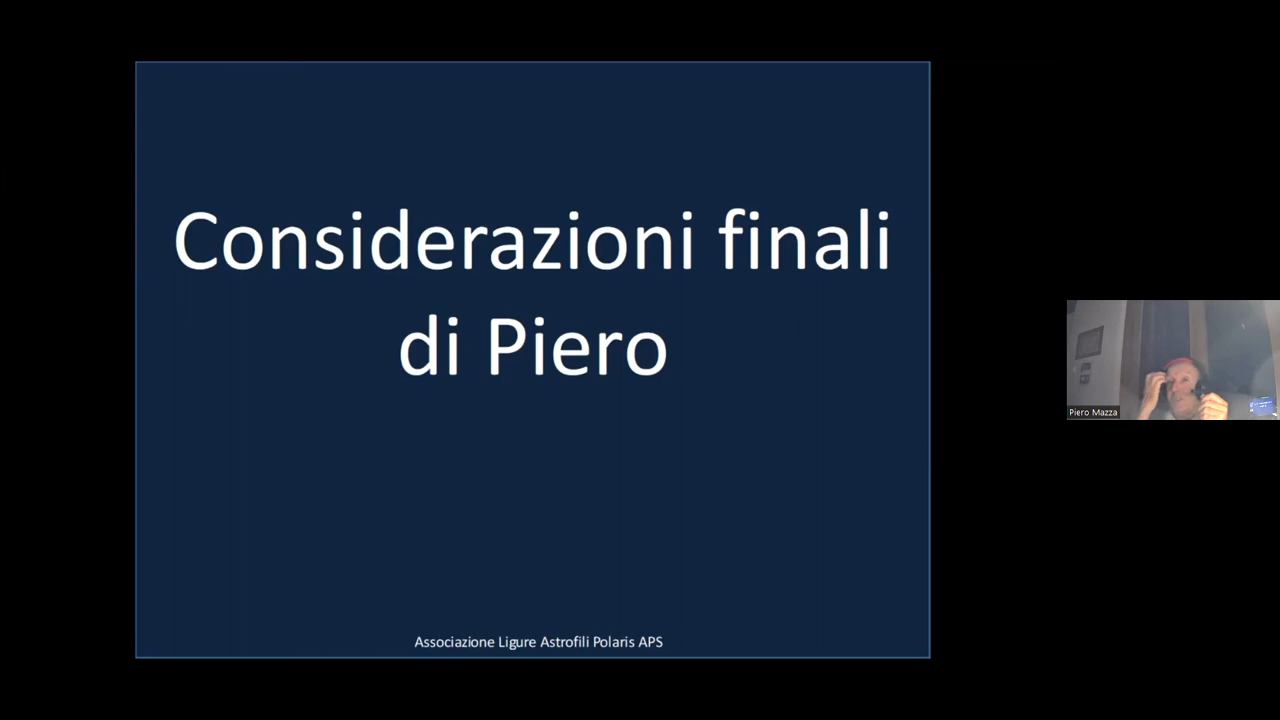 Considerazioni finali
di Piero
Associazione Ligure Astrofili Polaris APS
Piero Mazza